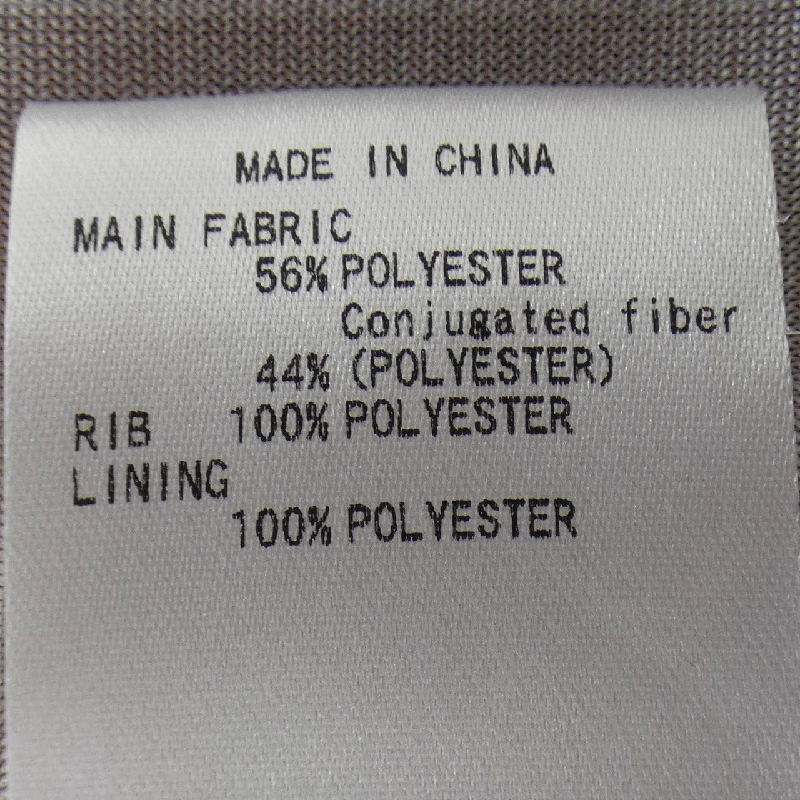 MADE IN CHINA
MAIN FABRIC
56% POLYESTER
Conjugated fiber
44% (POLYESTER)
RIB 100% POLYESTER
LINING
100% POLYESTER